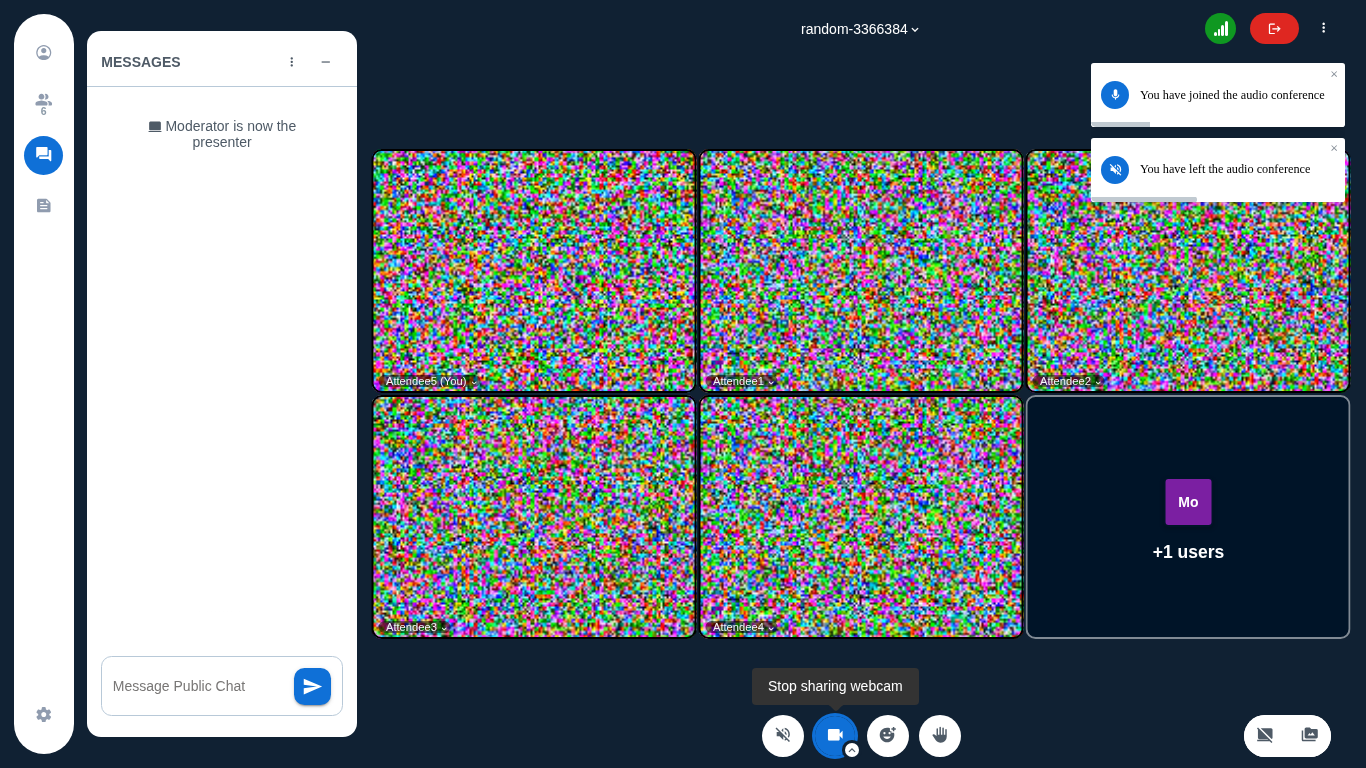 random-3366384
6
MESSAGES
Moderator is now the
presenter
Message Public Chat
You have joined the audio conference
You have left the audio conference
Attendee5 (You)
Attendee1
Attendee2
Attendee3
Attendee4
Mo
+1 users
Stop sharing webcam